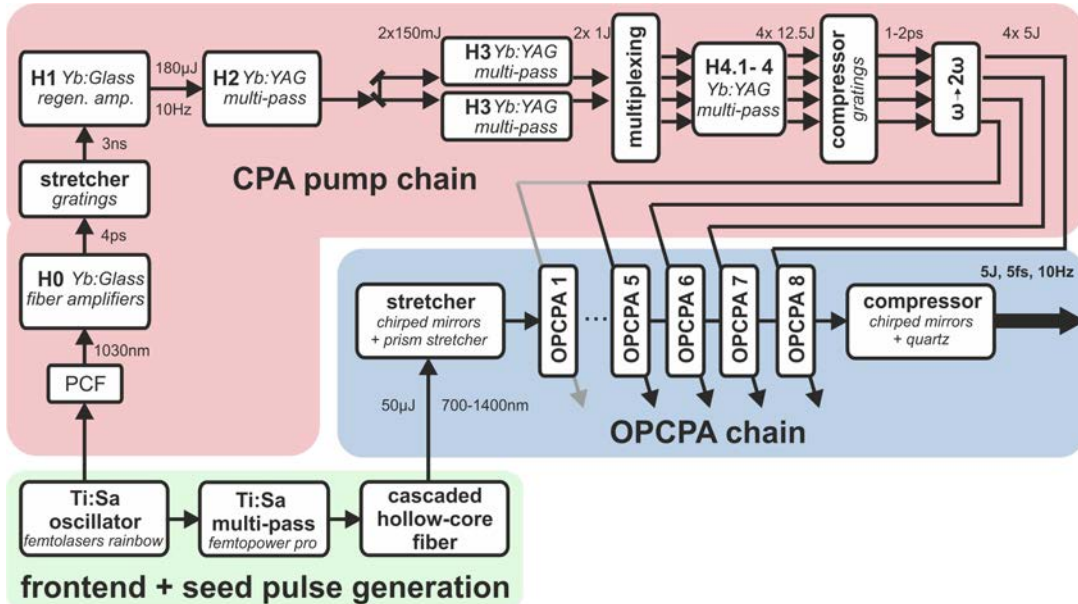 2x150mJ
2x 1J
4x 12.5J
1-2ps
4x 5J
H1 Yb:Glass
regen. amp.
180µJ
10Hz
H2 Yb:YAG
multi-pass
H3 Yb:YAG
multi-pass
H3 Yb:YAG
multi-pass
multiplexing
H4.1- 4
Yb:YAG
multi-pass
compressor
gratings
ω→2ω
3ns
stretcher
gratings
CPA pump chain
4ps
H0 Yb:Glass
fiber amplifiers
1030nm
PCF
stretcher
chirped mirrors
+ prism stretcher
OPCPA 1
...
OPCPA 5
OPCPA 6
OPCPA 7
OPCPA 8
compressor
chirped mirrors
+ quartz
5J, 5fs, 10Hz
50µJ
700-1400nm
OPCPA chain
Ti:Sa
oscillator
femtolasers rainbow
Ti:Sa
multi-pass
femtopower pro
cascaded
hollow-core
fiber
frontend + seed pulse generation